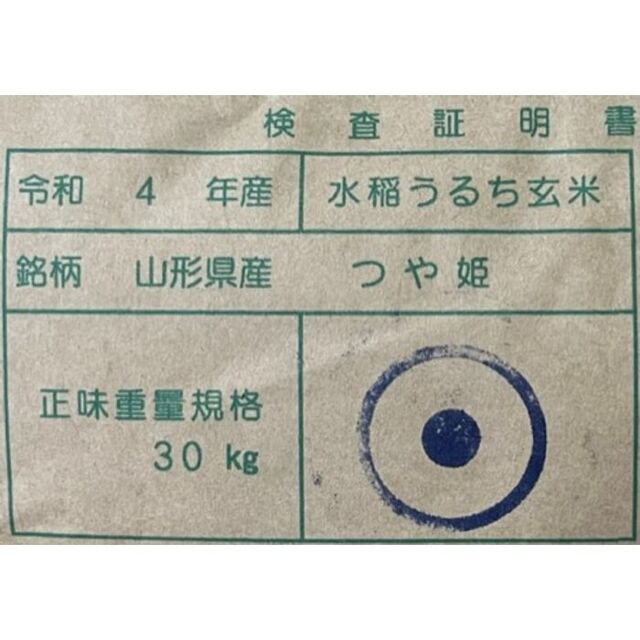 検査証明書
令和 4 年産 水稲うるち玄米
銘柄 山形県産 つや姫
正味重量規格
30 kg